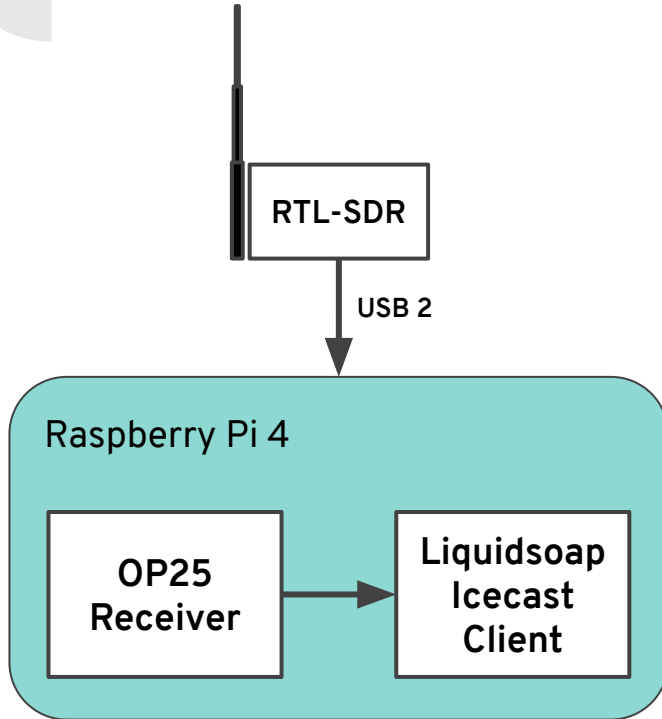 RTL-SDR
USB 2
Raspberry Pi 4
OP25
Receiver
Liquidsoap
Icecast
Client